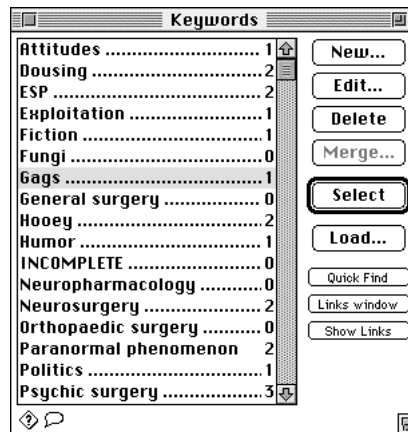 Keywords
Attitudes ..................... 1
Dousing ........................ 2
ESP ................................ 2
Exploitation ................ 1
Fiction .......................... 1
Fungi ............................. 0
Gags ............................... 1
General surgery ......... 0
Hooey ............................ 2
Humor ............................ 1
INCOMPLETE ................. 0
Neuropharmacology ..... 0
Neurosurgery .............. 2
Orthopaedic surgery ... 0
Paranormal phenomenon 2
Politics ......................... 1
Psychic surgery .......... 3
New...
Edit...
Delete
Merge...
Select
Load...
Quick Find
Links window
Show Links